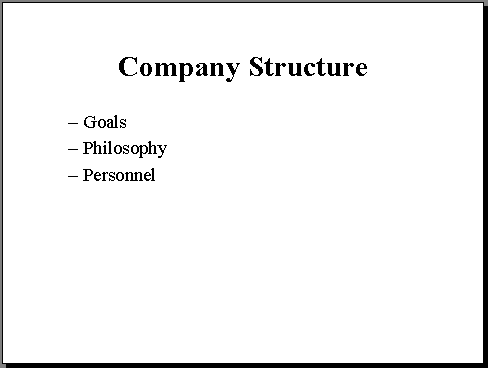 Company Structure
– Goals
– Philosophy
– Personnel